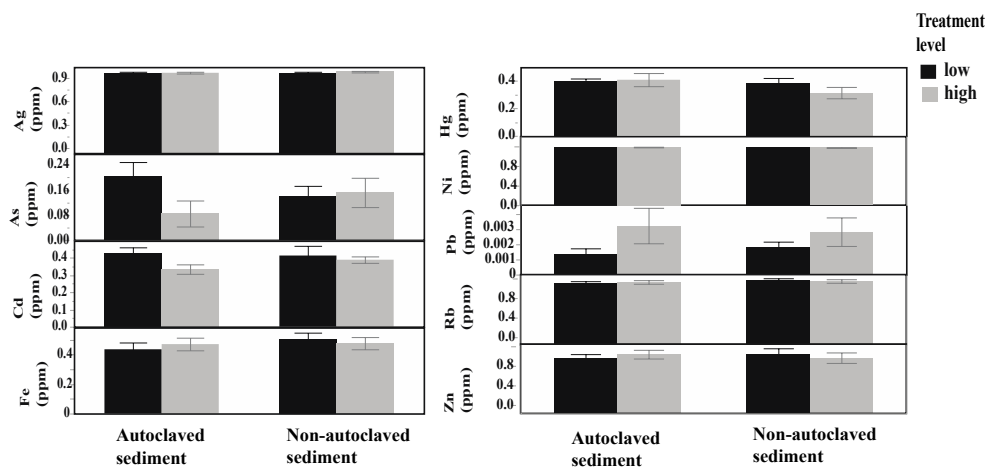 Treatment
level
low
high
Ag
(ppm)
0.9
0.6
0.3
0.0
As
(ppm)
0.24
0.16
0.08
0.00
Cd
(ppm)
0.4
0.3
0.2
0.1
0.0
Fe
(ppm)
0.4
0.2
0
Autoclaved
sediment
Non-autoclaved
sediment
Hg
(ppm)
0.4
0.2
0.0
Ni
(ppm)
0.8
0.4
0.0
Pb
(ppm)
0.003
0.002
0.001
0
Rb
(ppm)
0.8
0.4
0.0
Zn
(ppm)
0.8
0.4
0.0
Autoclaved
sediment
Non-autoclaved
sediment